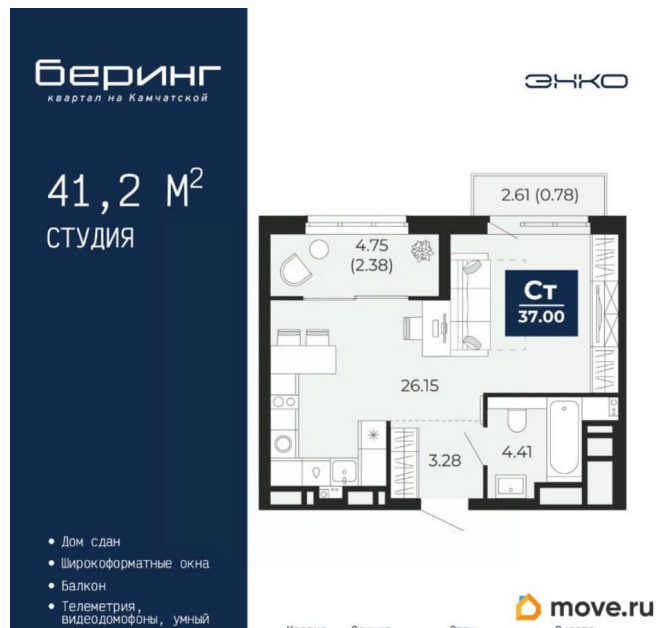 беринг
квартал на Камчатской
ЭНКО
41,2 М²
СТУДИЯ
2.61 (0.78)
4.75
(2.38)
Ст
37.00
26.15
3.28
4.41
• Дом сдан
• Широкоформатные окна
• Балкон
• Телеметрия,
видеодомофоны, умный
move.ru